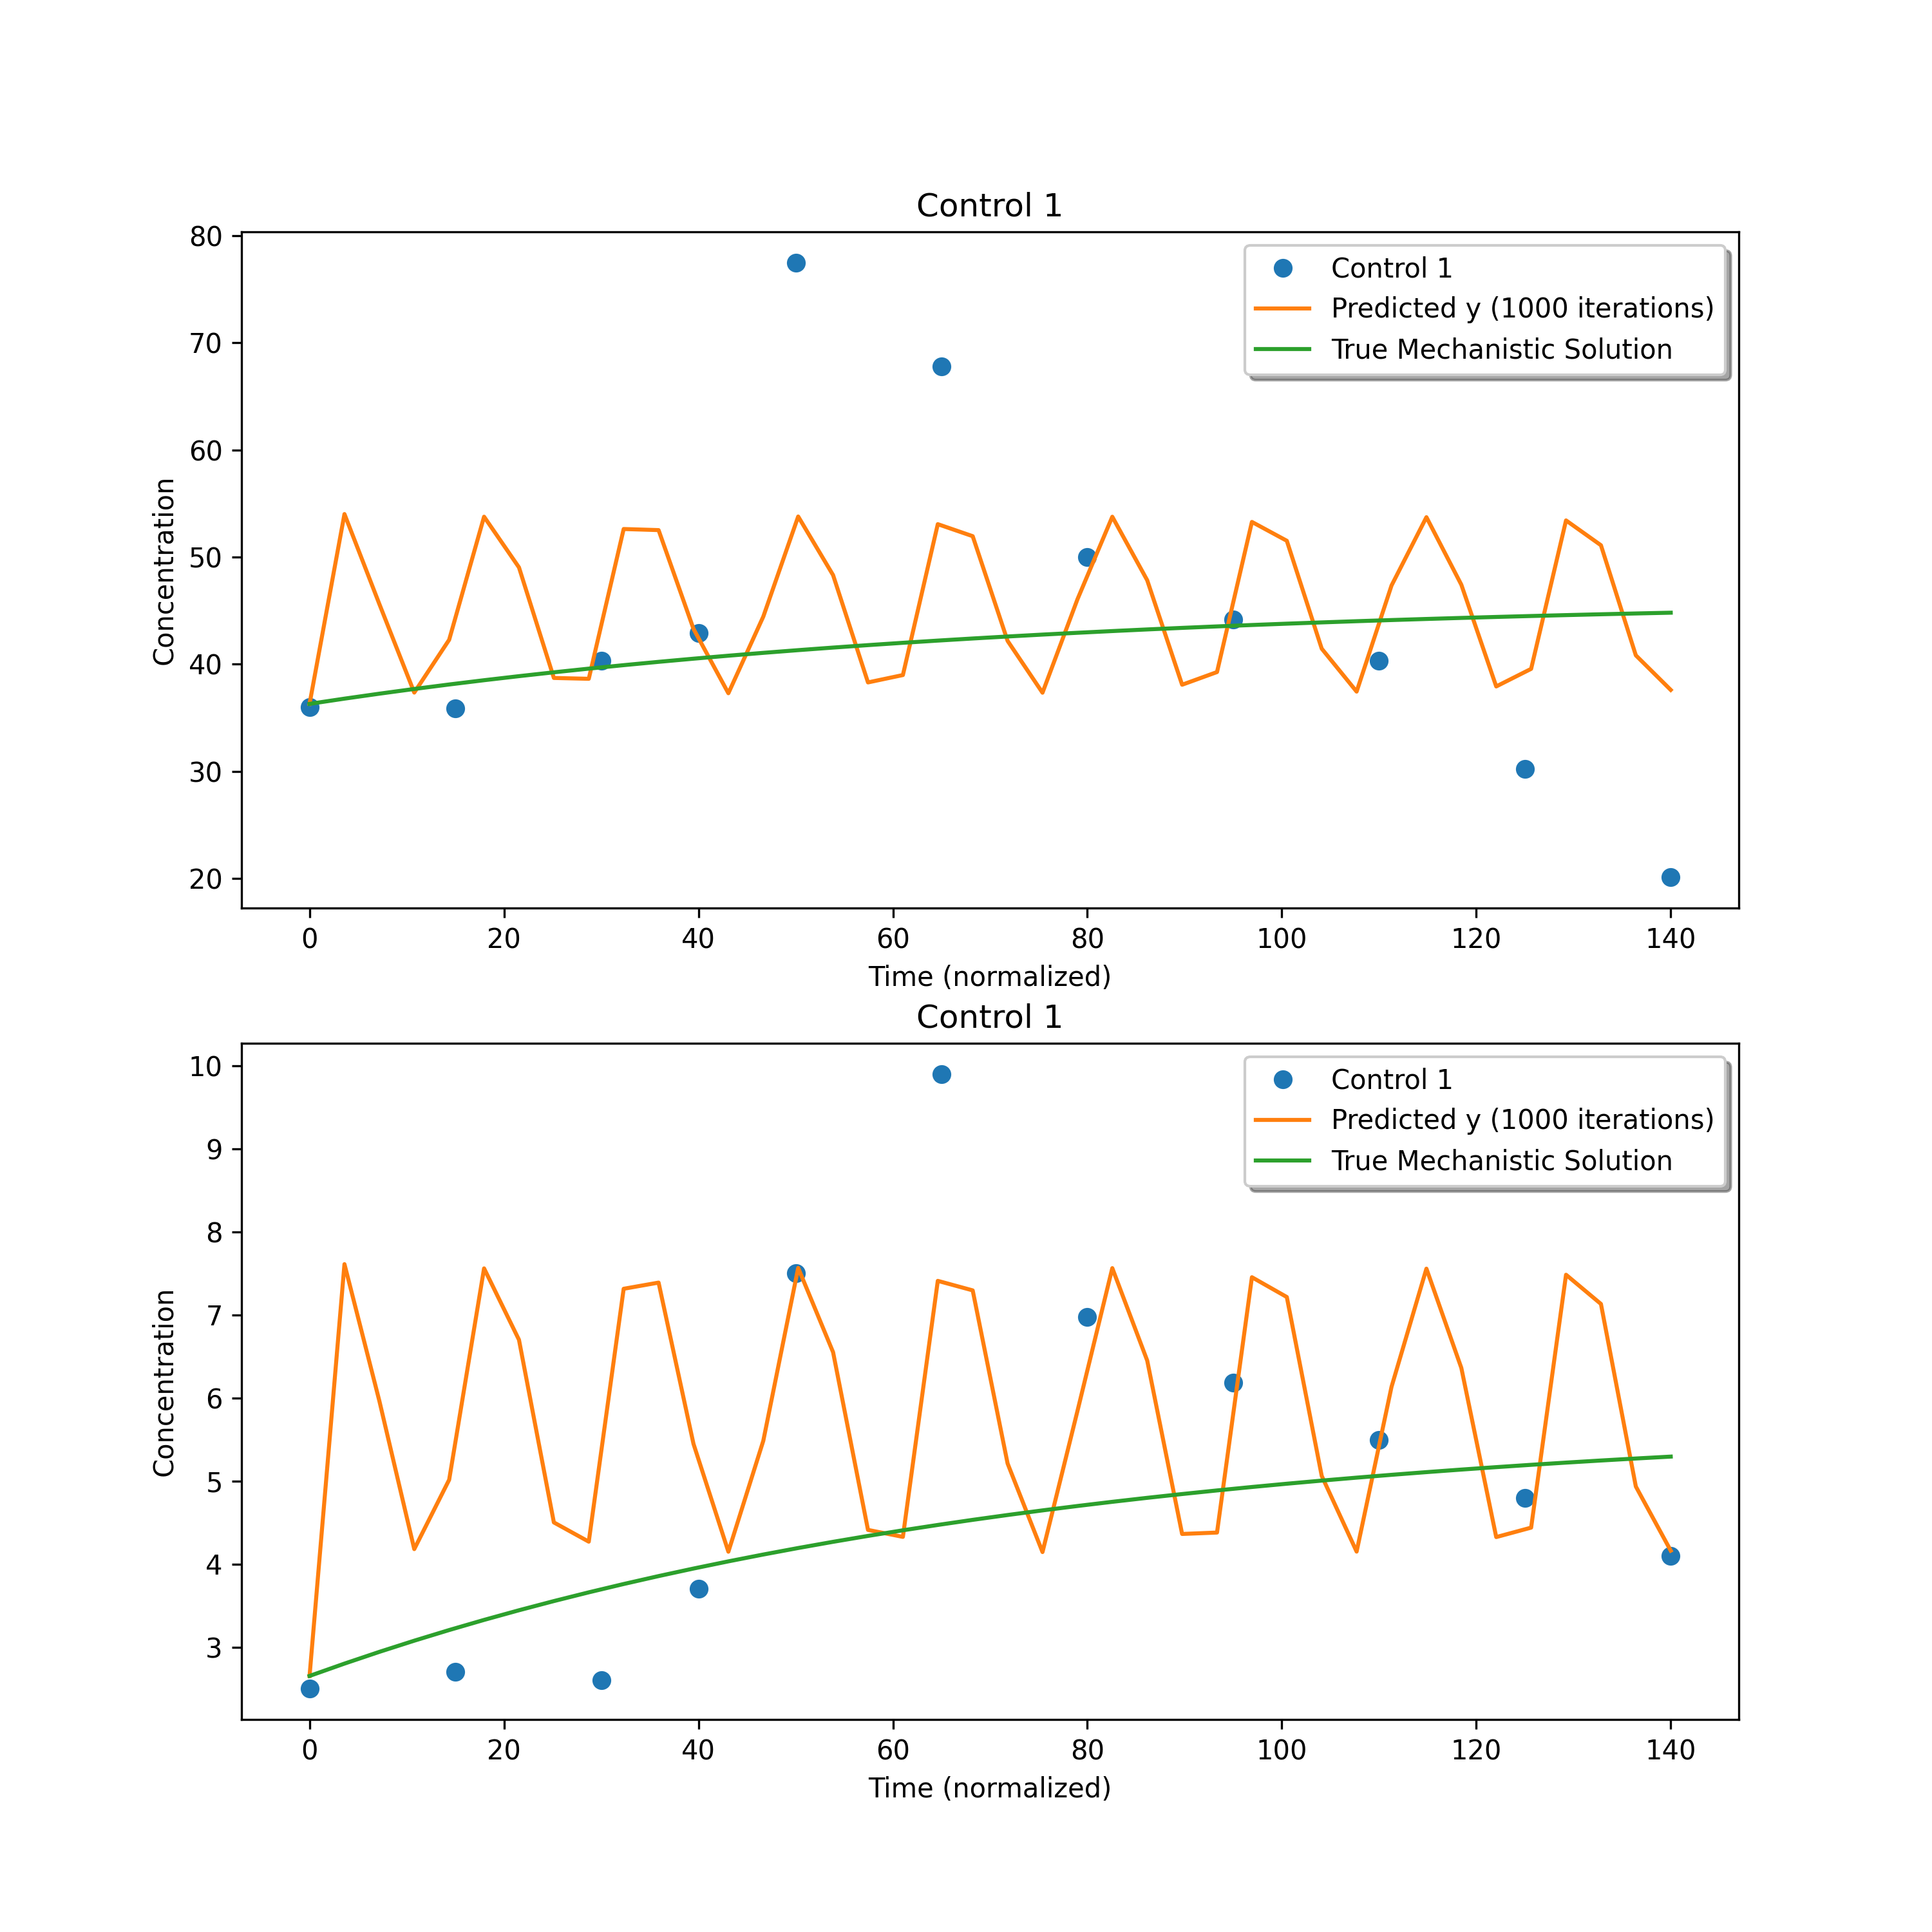 Control 1
80
70
60
50
40
30
20
Concentration
Control 1
Predicted y (1000 iterations)
True Mechanistic Solution
0 20 40 60 80 100 120 140
Time (normalized)
Control 1
10
9
8
7
6
5
4
3
Concentration
Control 1
Predicted y (1000 iterations)
True Mechanistic Solution
0 20 40 60 80 100 120 140
Time (normalized)